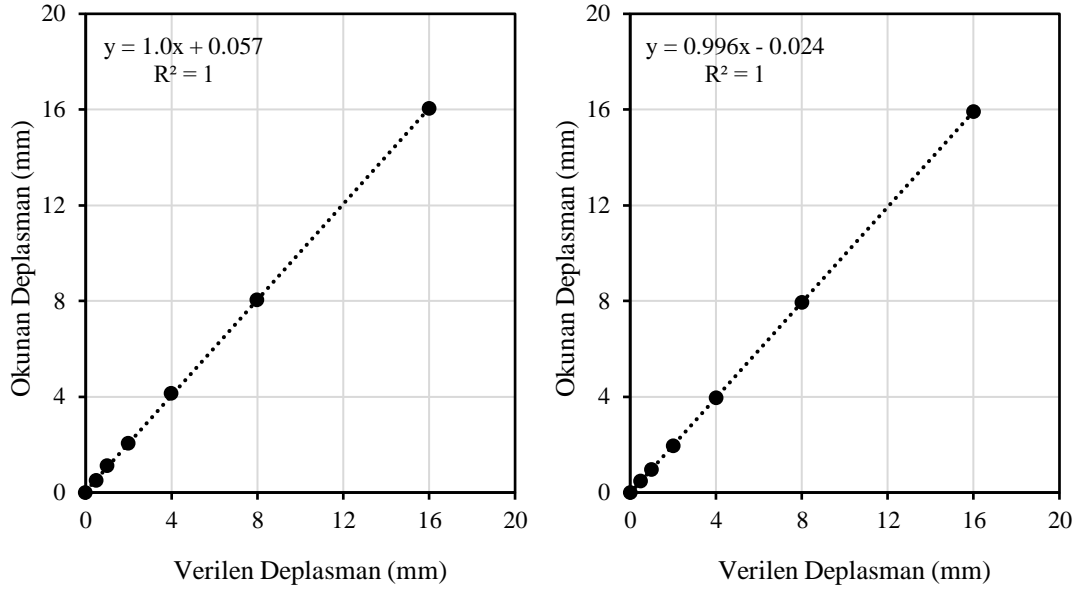 y = 1.0x + 0.057
R² = 1
20
16
12
8
4
0
0 4 8 12 16 20
Okunan Deplasman (mm)
Verilen Deplasman (mm)
y = 0.996x - 0.024
R² = 1
20
16
12
8
4
0
0 4 8 12 16 20
Okunan Deplasman (mm)
Verilen Deplasman (mm)